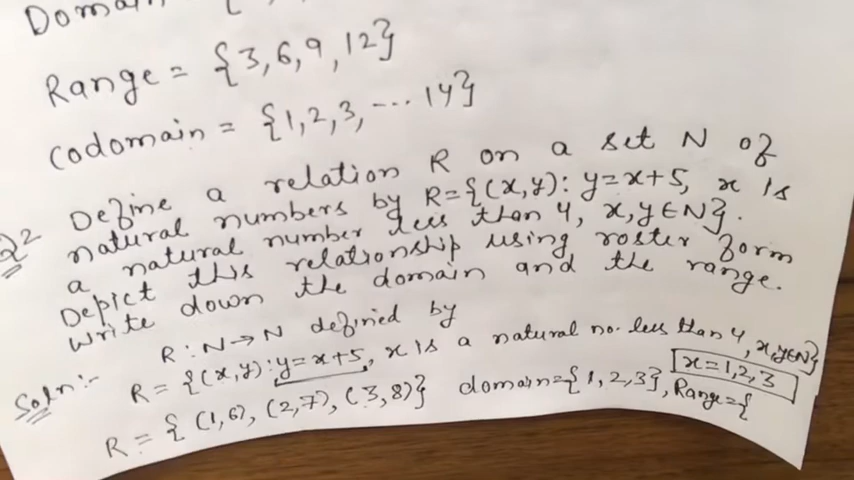 Domain = {
Range = {3, 6, 9, 12}
Codomain = {1, 2, 3, ... 14}
Q2 Define a relation R on a set N of
natural numbers by R = {(x, y) : y = x + 5, x is
a natural number less than 4, x, y ∈ N}.
Depict this relationship using roster form
write down the domain and the range.
Soln:- R : N → N defined by
R = {(x, y) : y = x + 5, x is a natural no. less than 4, x, y ∈ N}
x = 1, 2, 3
R = { (1, 6), (2, 7), (3, 8)} domain = {1, 2, 3}, Range = {